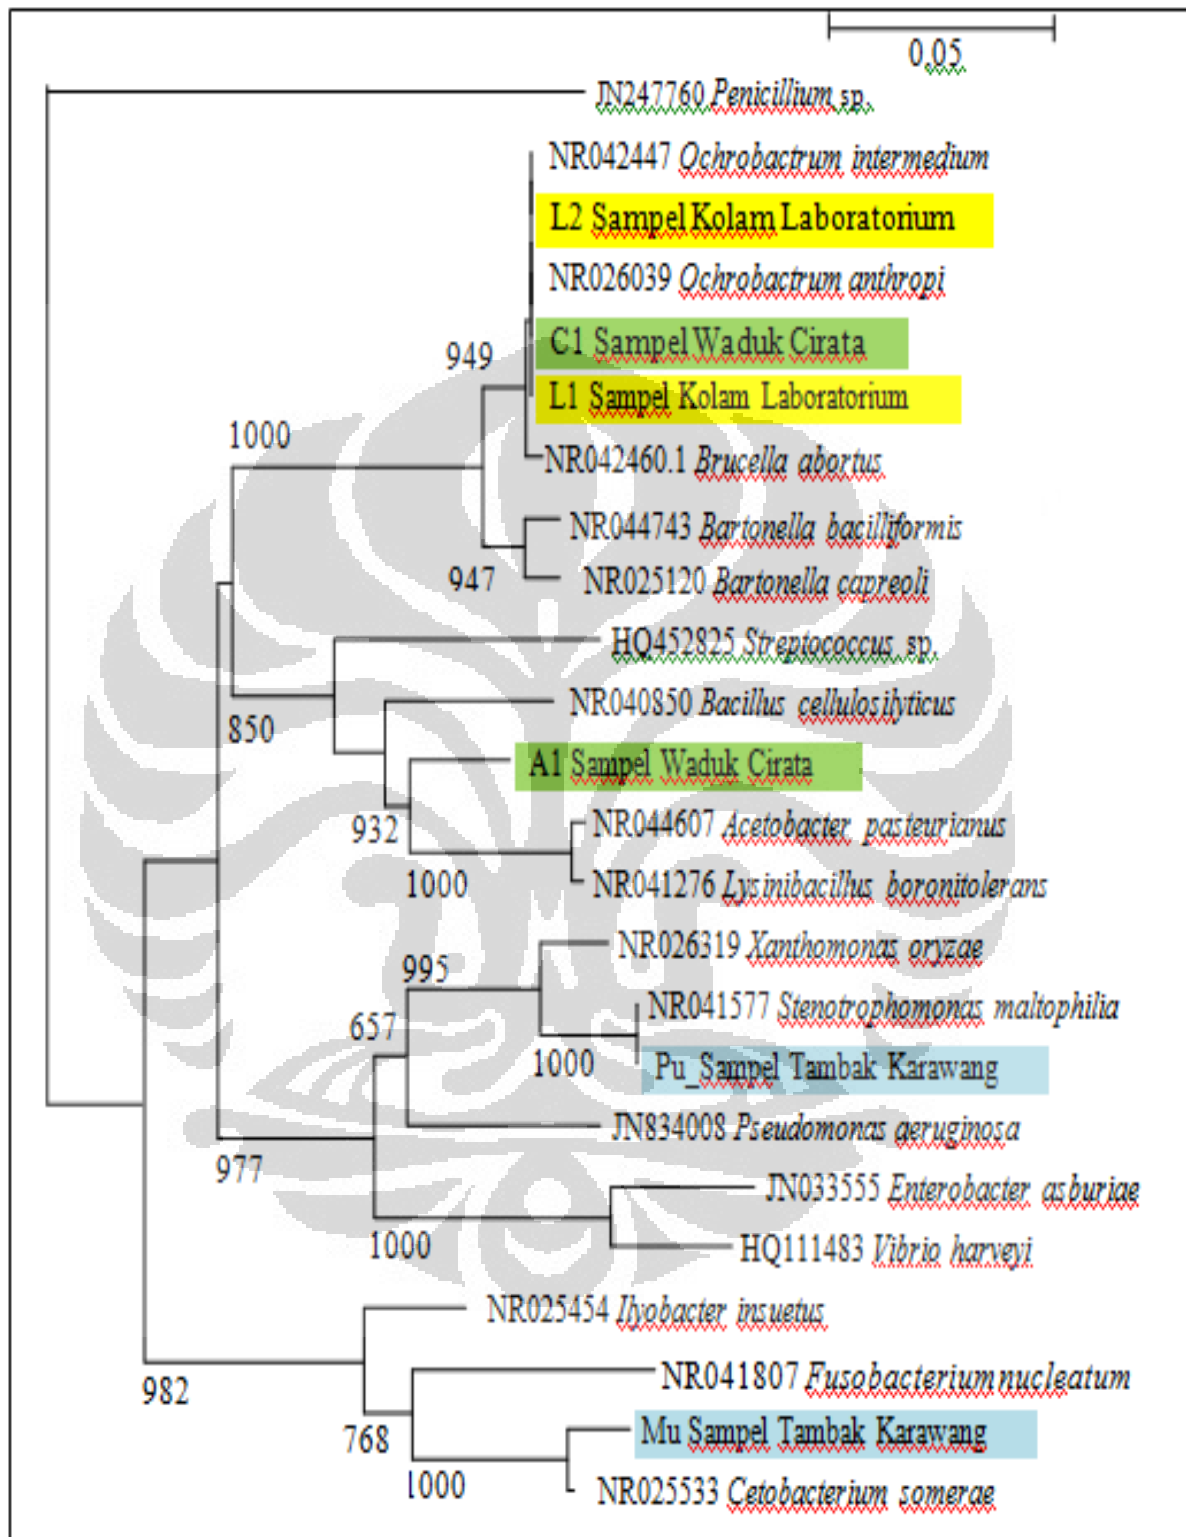 0.05
JN247760 Penicillium sp.
NR042447 Ochrobactrum intermedium
L2 Sampel Kolam Laboratorium
NR026039 Ochrobactrum anthropi
C1 Sampel Waduk Cirata
949
L1 Sampel Kolam Laboratorium
1000
NR042460.1 Brucella abortus
NR044743 Bartonella bacilliformis
947
NR025120 Bartonella capreoli
HQ452825 Streptococcus sp.
NR040850 Bacillus cellulosilyticus
850
A1 Sampel Waduk Cirata
932
NR044607 Acetobacter pasteurianus
1000
NR041276 Lysinibacillus boronitolerans
NR026319 Xanthomonas oryzae
995
NR041577 Stenotrophomonas maltophilia
657
1000
Pu_Sampel Tambak Karawang
JN834008 Pseudomonas aeruginosa
977
JN033555 Enterobacter asburiae
1000
HQ111483 Vibrio harveyi
NR025454 Ilyobacter insuetus
982
NR041807 Fusobacterium nucleatum
768
Mu Sampel Tambak Karawang
1000
NR025533 Cetobacterium somerae